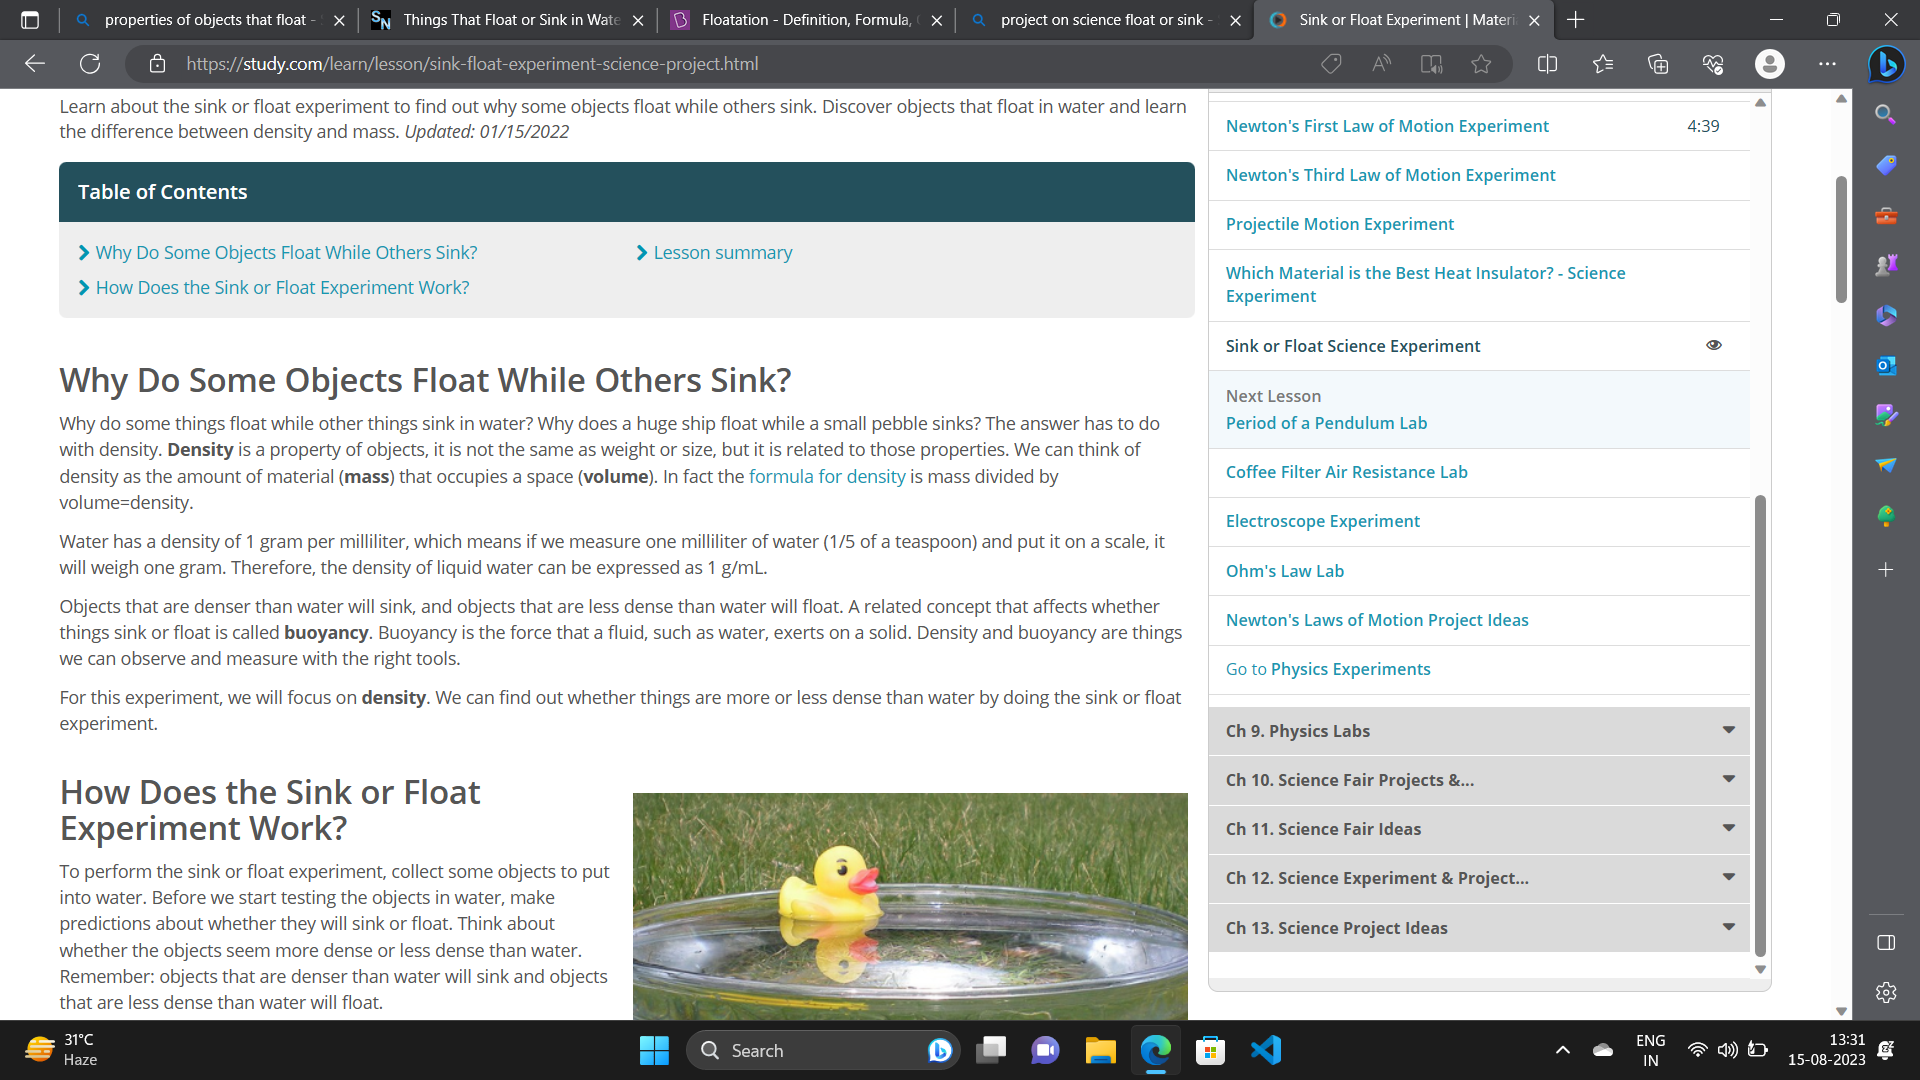 properties of objects that float -
Things That Float or Sink in Wate
Floatation - Definition, Formula,
project on science float or sink -
Sink or Float Experiment | Materi
https://study.com/learn/lesson/sink-float-experiment-science-project.html
Learn about the sink or float experiment to find out why some objects float while others sink. Discover objects that float in water and learn
the difference between density and mass. Updated: 01/15/2022
Table of Contents
Why Do Some Objects Float While Others Sink?
Lesson summary
How Does the Sink or Float Experiment Work?
Why Do Some Objects Float While Others Sink?
Why do some things float while other things sink in water? Why does a huge ship float while a small pebble sinks? The answer has to do
with density. Density is a property of objects, it is not the same as weight or size, but it is related to those properties. We can think of
density as the amount of material (mass) that occupies a space (volume). In fact the formula for density is mass divided by
volume=density.
Water has a density of 1 gram per milliliter, which means if we measure one milliliter of water (1/5 of a teaspoon) and put it on a scale, it
will weigh one gram. Therefore, the density of liquid water can be expressed as 1 g/mL.
Objects that are denser than water will sink, and objects that are less dense than water will float. A related concept that affects whether
things sink or float is called buoyancy. Buoyancy is the force that a fluid, such as water, exerts on a solid. Density and buoyancy are things
we can observe and measure with the right tools.
For this experiment, we will focus on density. We can find out whether things are more or less dense than water by doing the sink or float
experiment.
How Does the Sink or Float
Experiment Work?
To perform the sink or float experiment, collect some objects to put
into water. Before we start testing the objects in water, make
predictions about whether they will sink or float. Think about
whether the objects seem more dense or less dense than water.
Remember: objects that are denser than water will sink and objects
that are less dense than water will float.
Newton's First Law of Motion Experiment 4:39
Newton's Third Law of Motion Experiment
Projectile Motion Experiment
Which Material is the Best Heat Insulator? - Science
Experiment
Sink or Float Science Experiment
Next Lesson
Period of a Pendulum Lab
Coffee Filter Air Resistance Lab
Electroscope Experiment
Ohm's Law Lab
Newton's Laws of Motion Project Ideas
Go to Physics Experiments
Ch 9. Physics Labs
Ch 10. Science Fair Projects &...
Ch 11. Science Fair Ideas
Ch 12. Science Experiment & Project...
Ch 13. Science Project Ideas
31°C
Haze
Search
ENG
IN
13:31
15-08-2023